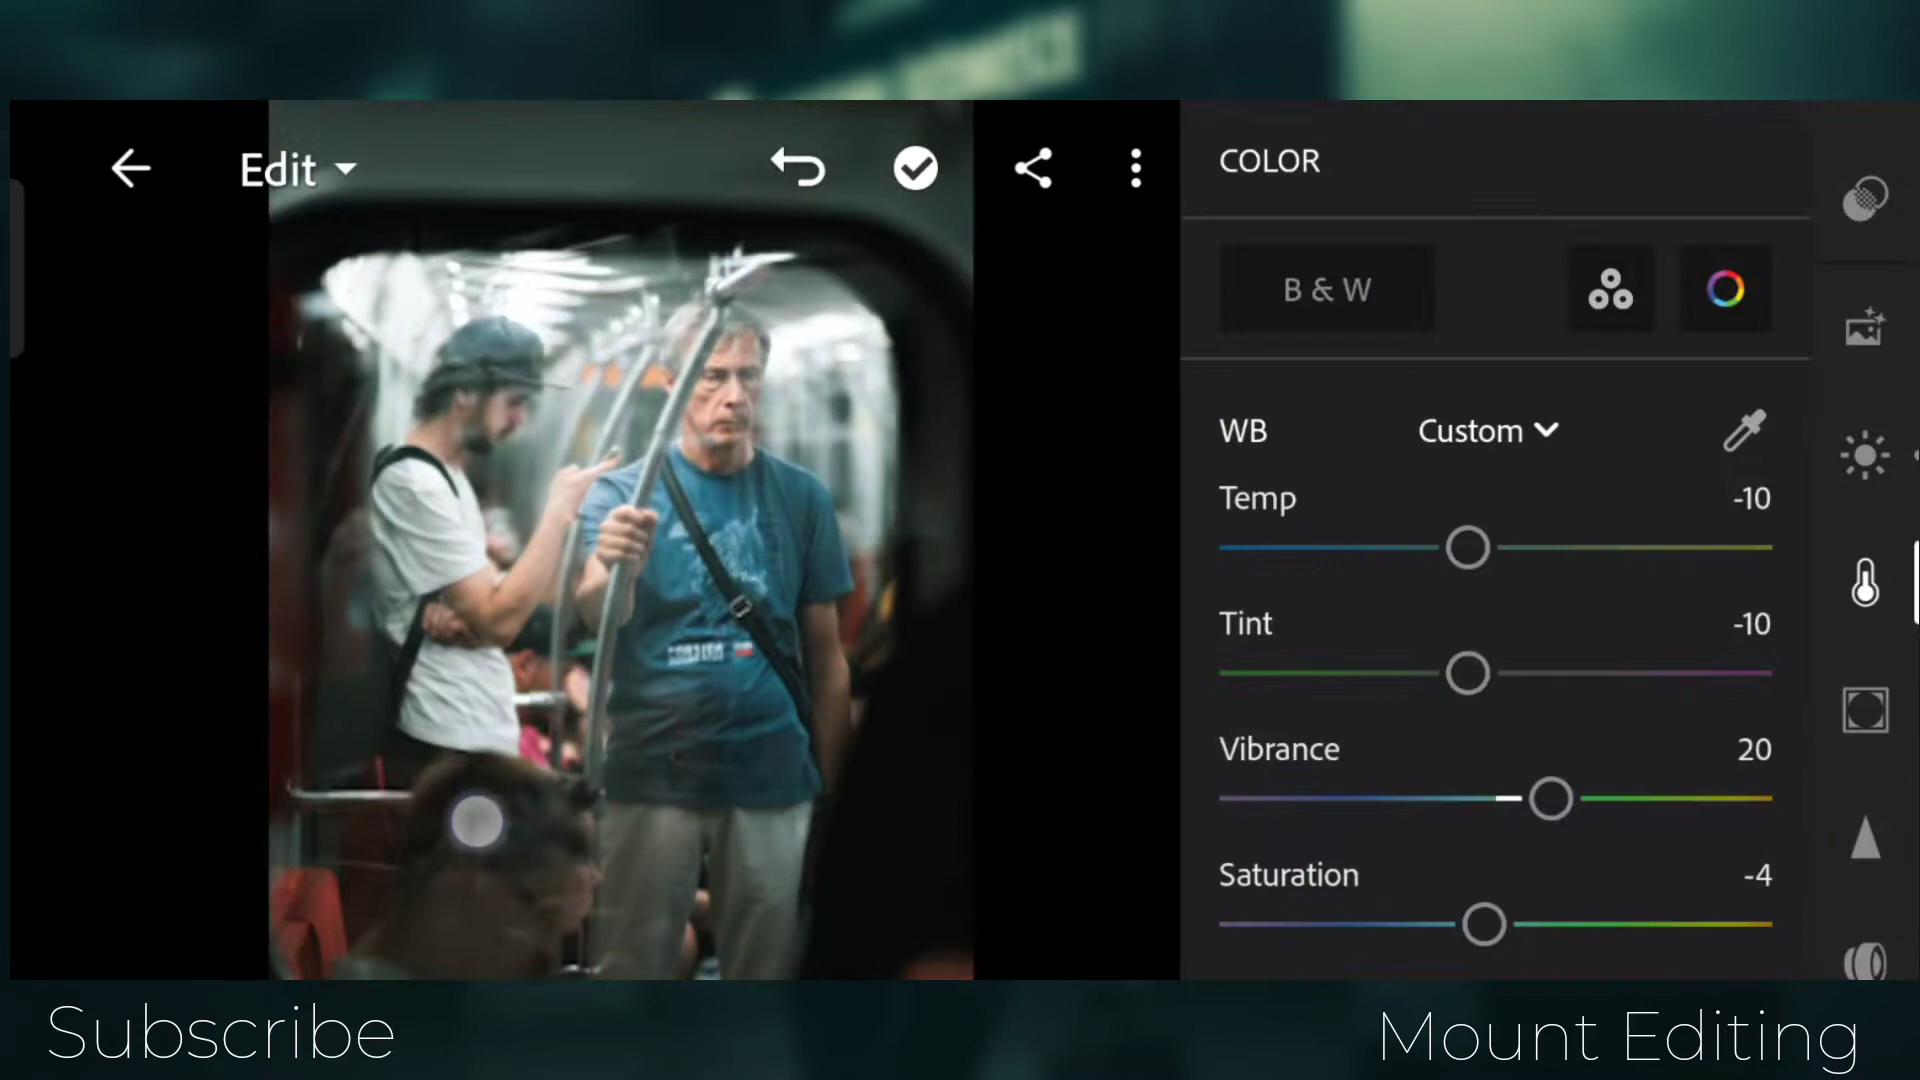 Edit
COLOR
B & W
WB Custom
Temp -10
Tint -10
Vibrance 20
Saturation -4
Subscribe
Mount Editing